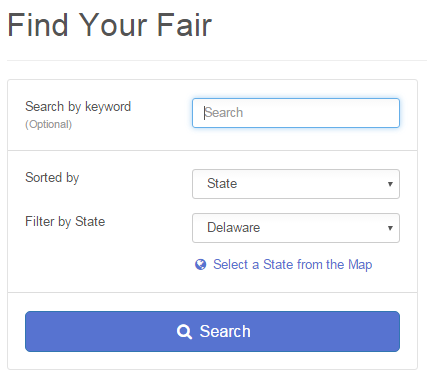 Find Your Fair
Search by keyword
(Optional)
Search
Sorted by
State
Filter by State
Delaware
Select a State from the Map
Search